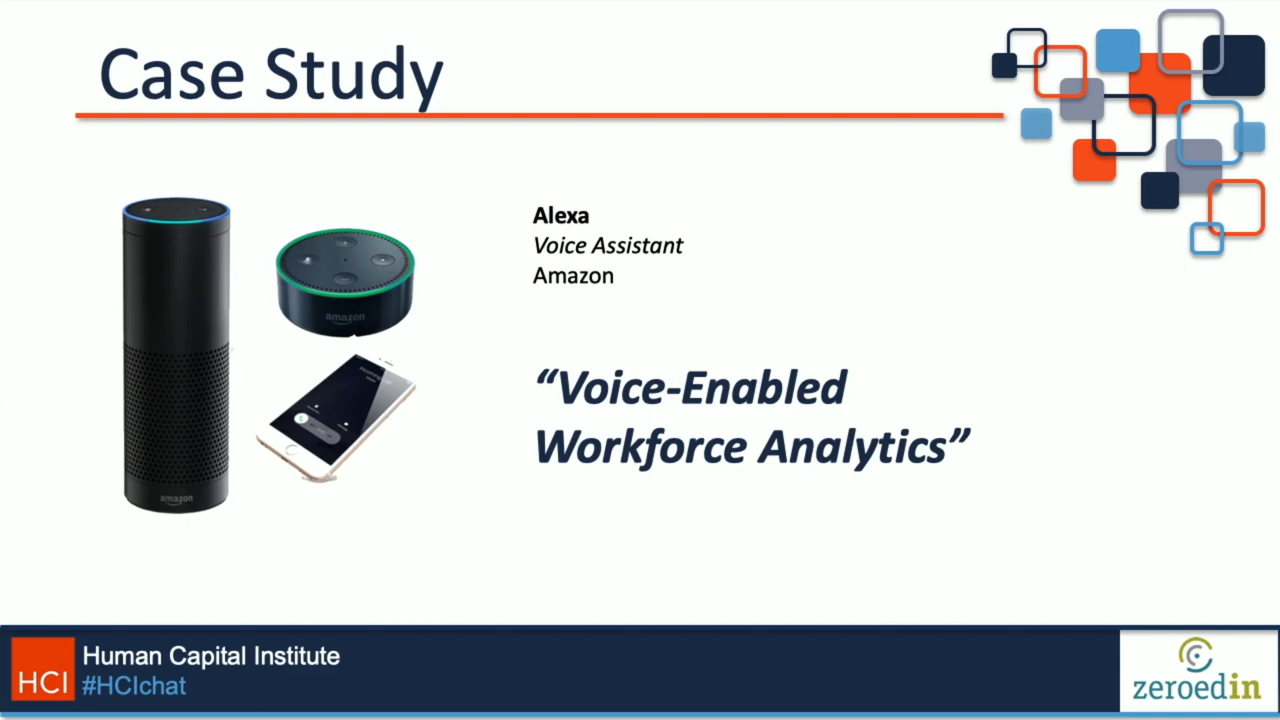 Case Study
Alexa
Voice Assistant
Amazon
“Voice-Enabled
Workforce Analytics”
amazon
amazon
HCI
Human Capital Institute
#HCIchat
zeroedin